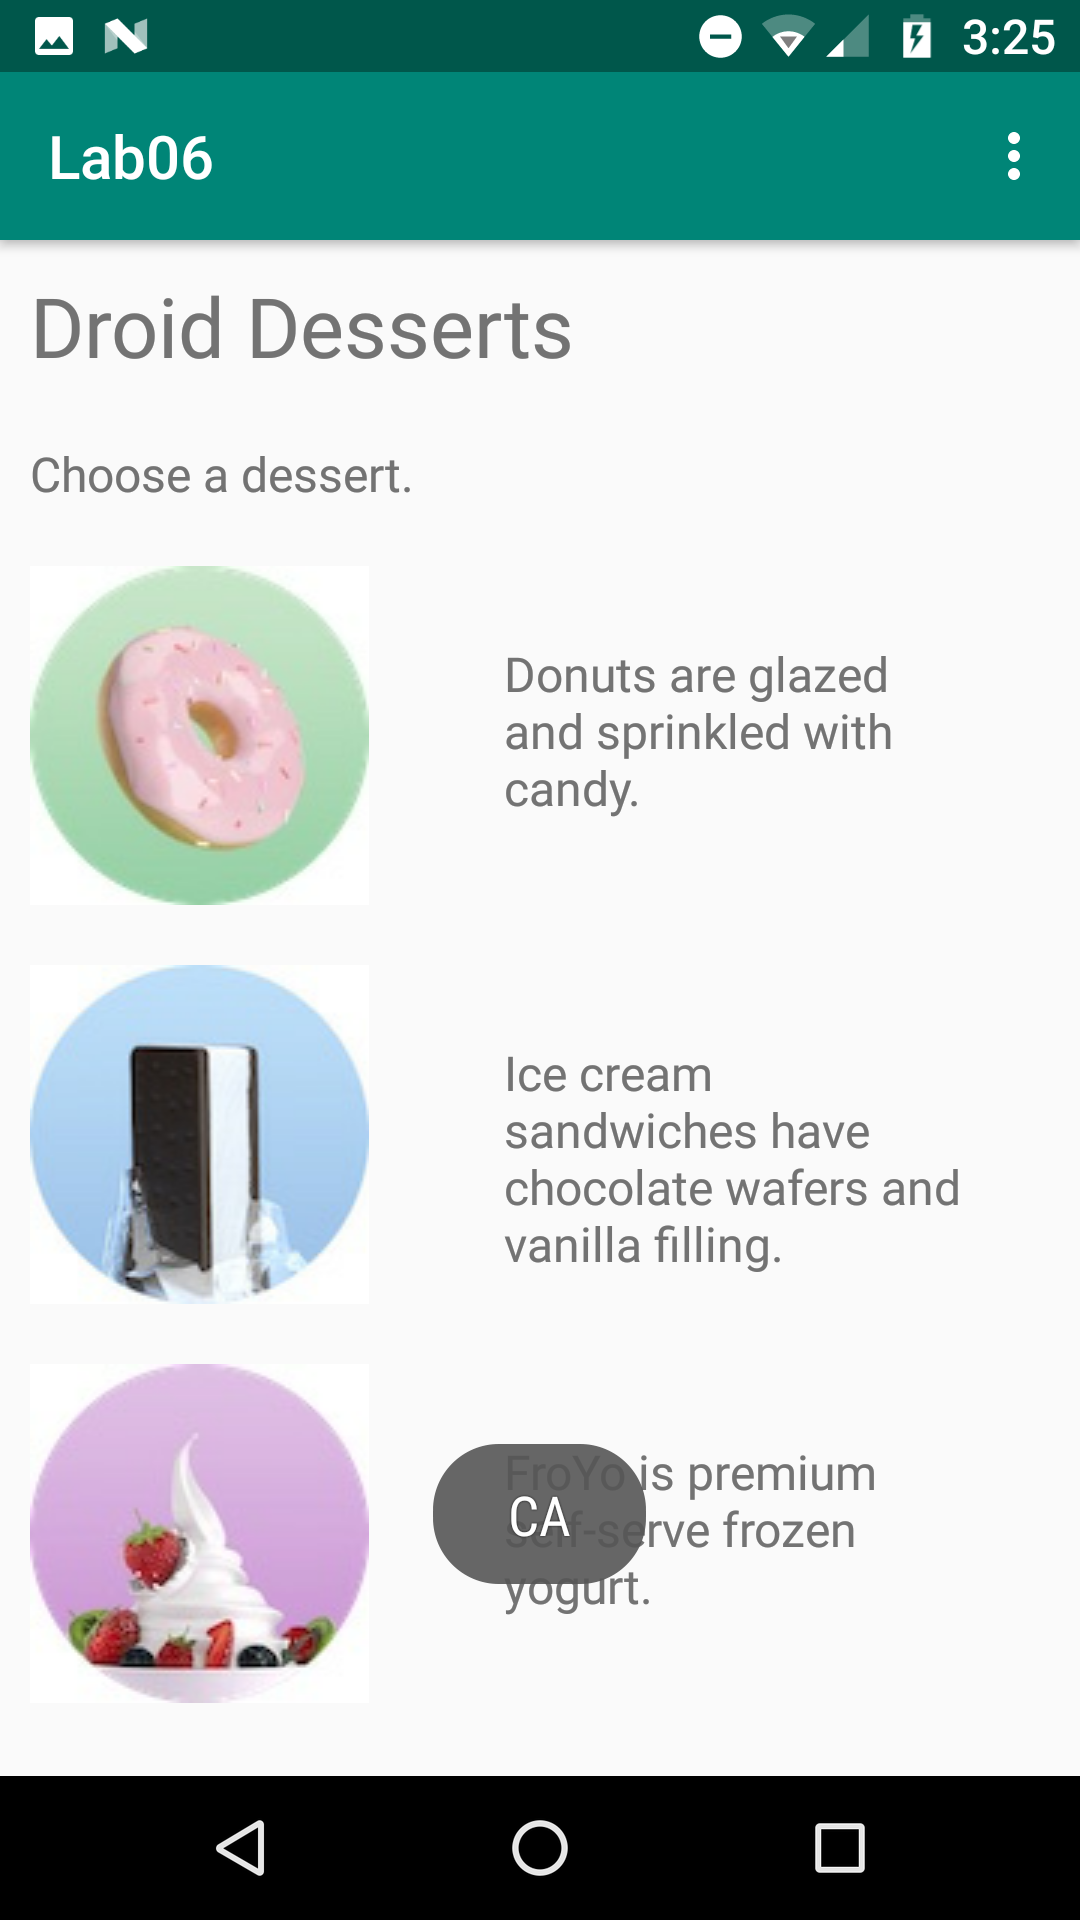 3:25
Lab06
Droid Desserts
Choose a dessert.
Donuts are glazed
and sprinkled with
candy.
Ice cream
sandwiches have
chocolate wafers and
vanilla filling.
FroYo is premium
self-serve frozen
yogurt.
CA